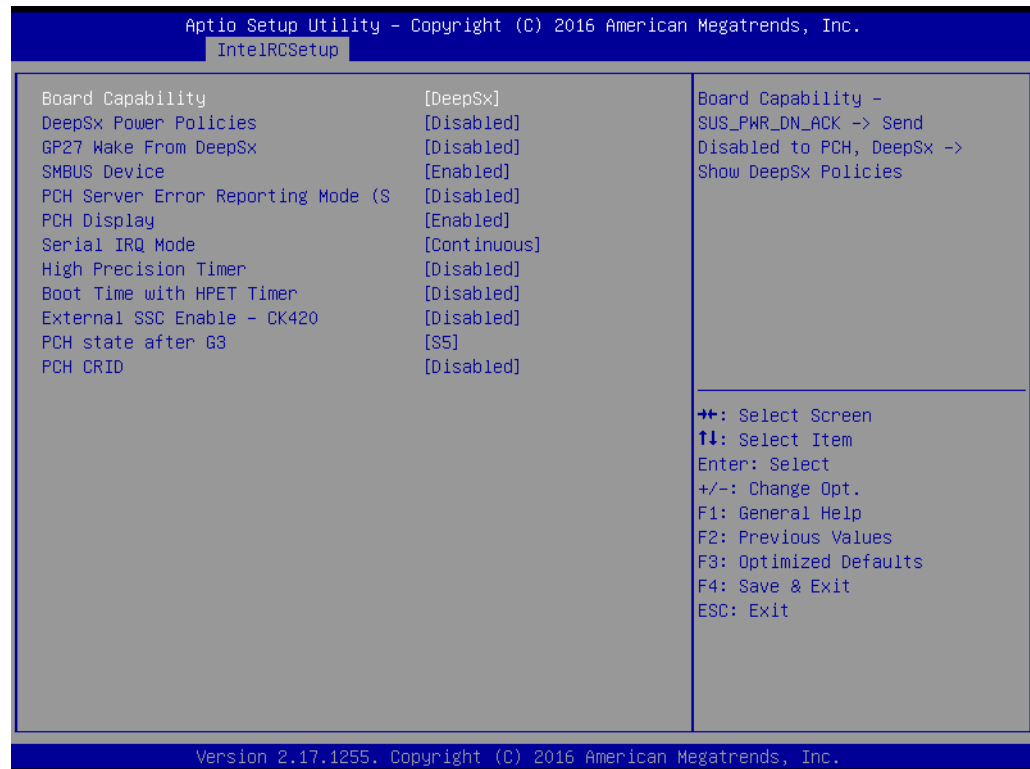 Aptio Setup Utility – Copyright (C) 2016 American Megatrends, Inc.
IntelRCSetup
Board Capability [DeepSx]
DeepSx Power Policies [Disabled]
GP27 Wake From DeepSx [Disabled]
SMBUS Device [Enabled]
PCH Server Error Reporting Mode (S [Disabled]
PCH Display [Enabled]
Serial IRQ Mode [Continuous]
High Precision Timer [Disabled]
Boot Time with HPET Timer [Disabled]
External SSC Enable – CK420 [Disabled]
PCH state after G3 [S5]
PCH CRID [Disabled]
Board Capability –
SUS_PWR_DN_ACK -> Send
Disabled to PCH, DeepSx ->
Show DeepSx Policies
→←: Select Screen
↑↓: Select Item
Enter: Select
+/-: Change Opt.
F1: General Help
F2: Previous Values
F3: Optimized Defaults
F4: Save & Exit
ESC: Exit
Version 2.17.1255. Copyright (C) 2016 American Megatrends, Inc.